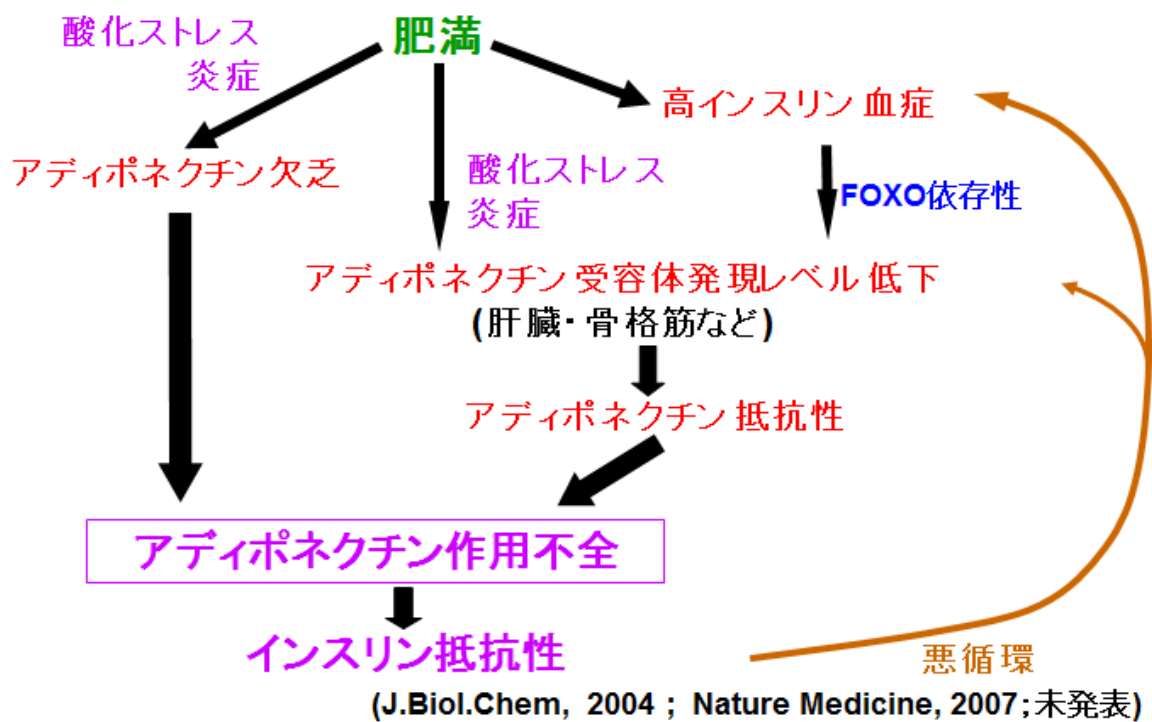 酸化ストレス
炎症
肥満
高インスリン血症
アディポネクチン欠乏
酸化ストレス
炎症
FOXO依存性
アディポネクチン受容体発現レベル低下
(肝臓・骨格筋など)
アディポネクチン抵抗性
アディポネクチン作用不全
インスリン抵抗性
悪循環
(J.Biol.Chem, 2004 ; Nature Medicine, 2007;未発表)